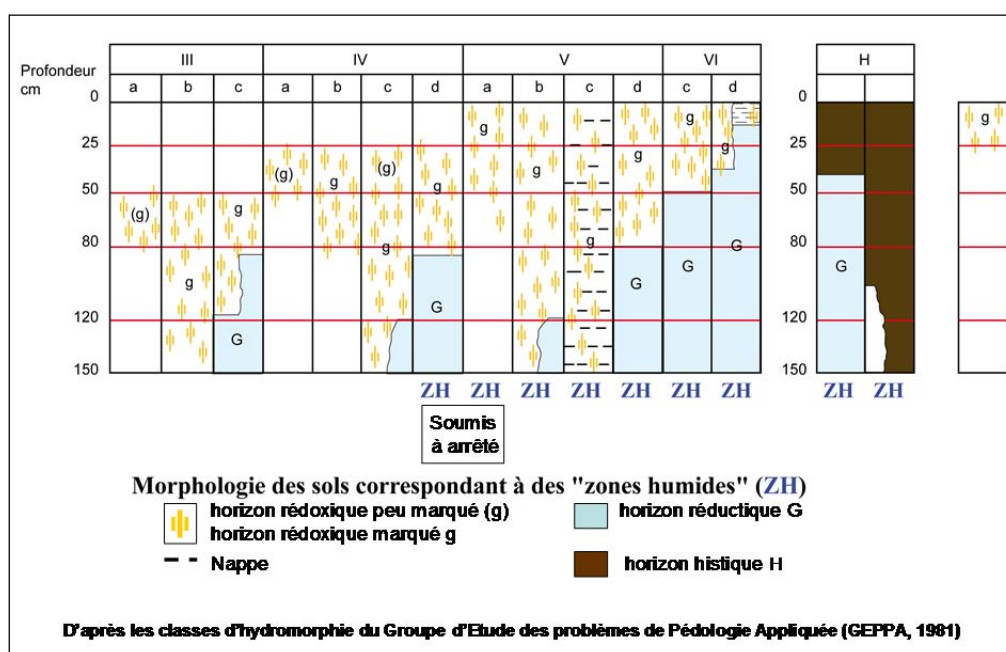 III IV V VI H
Profondeur
cm
a b c a b c d a b c d c d
0 0
25 25
50 50
80 80
120 120
150 150
(g) g g G
(g) g (g) g g G
g g g g G
g G g G
G
g
ZH ZH ZH ZH ZH ZH ZH ZH ZH
Soumis
à arrêté
Morphologie des sols correspondant à des "zones humides" (ZH)
horizon rédoxique peu marqué (g)
horizon rédoxique marqué g
Nappe
horizon réductique G
horizon histique H
D'après les classes d'hydromorphie du Groupe d'Etude des problèmes de Pédologie Appliquée (GEPPA, 1981)